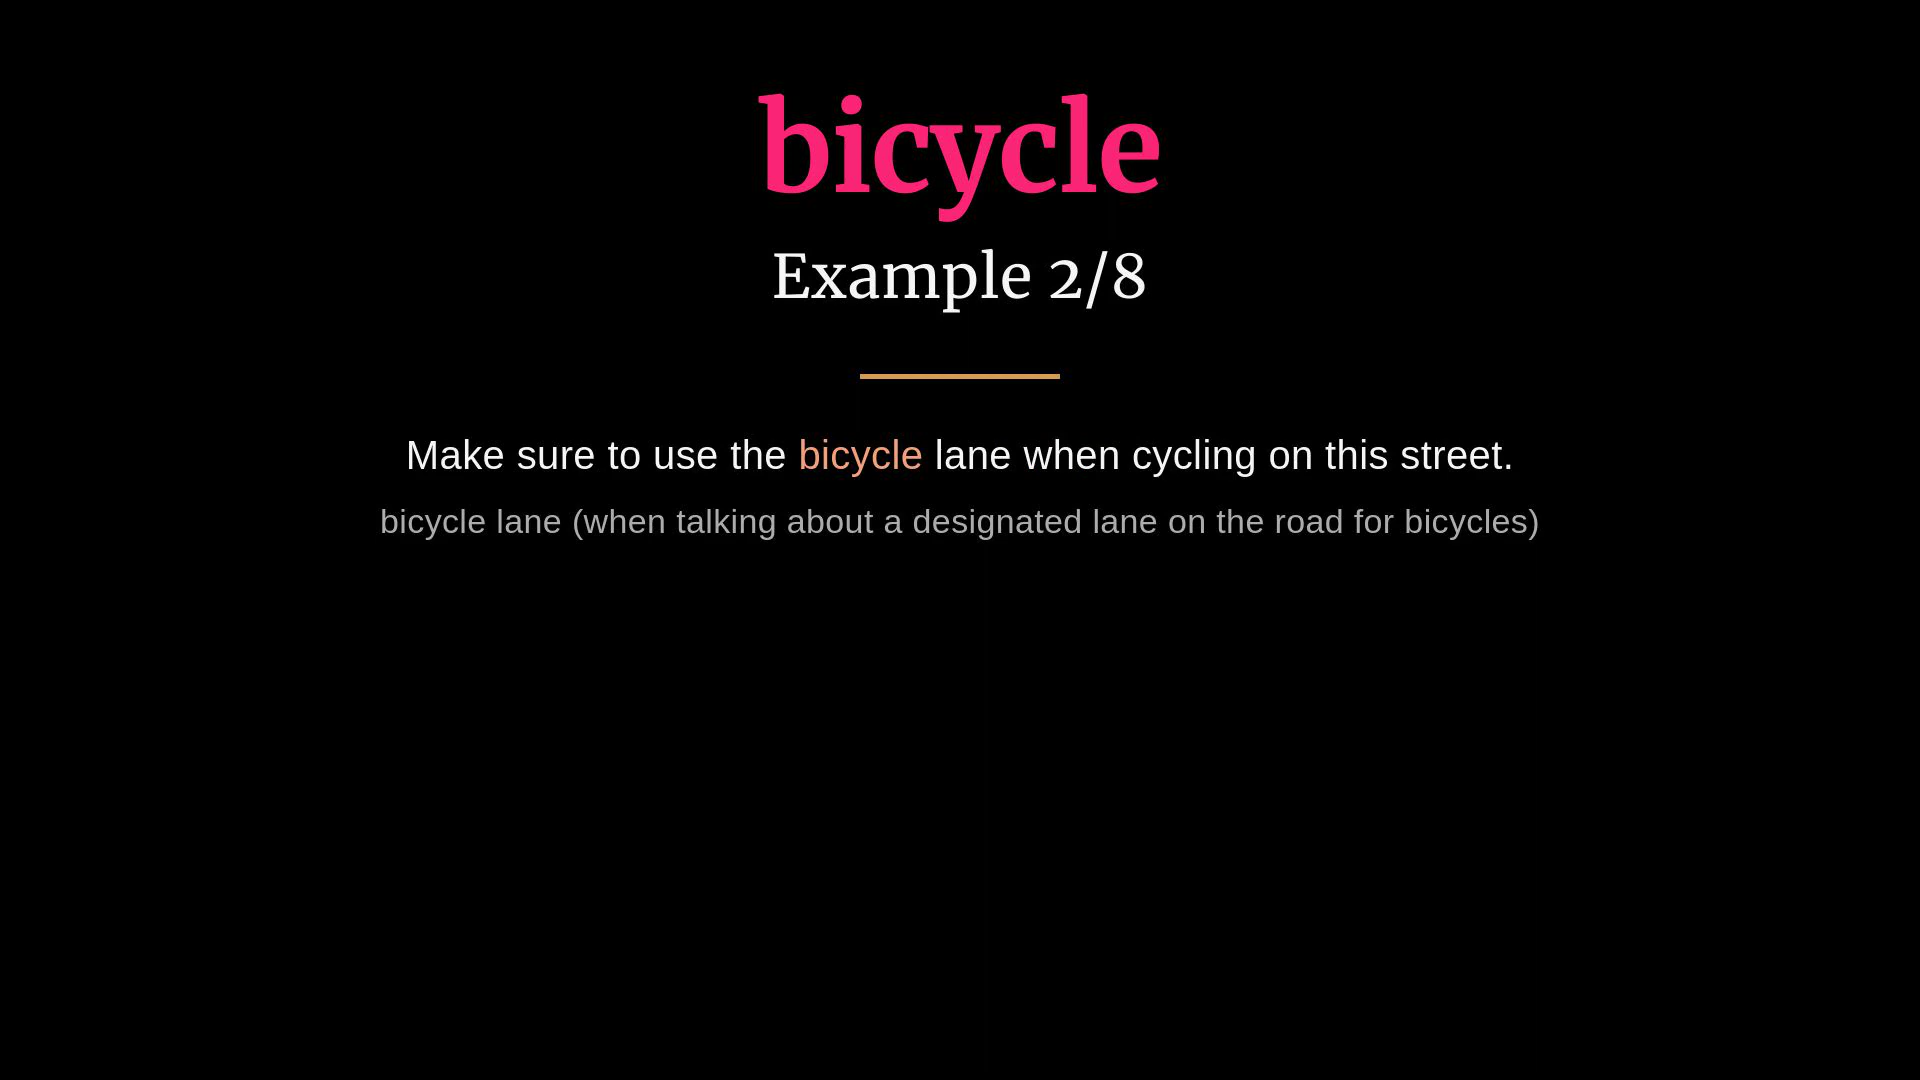 bicycle
Example 2/8
Make sure to use the bicycle lane when cycling on this street.
bicycle lane (when talking about a designated lane on the road for bicycles)